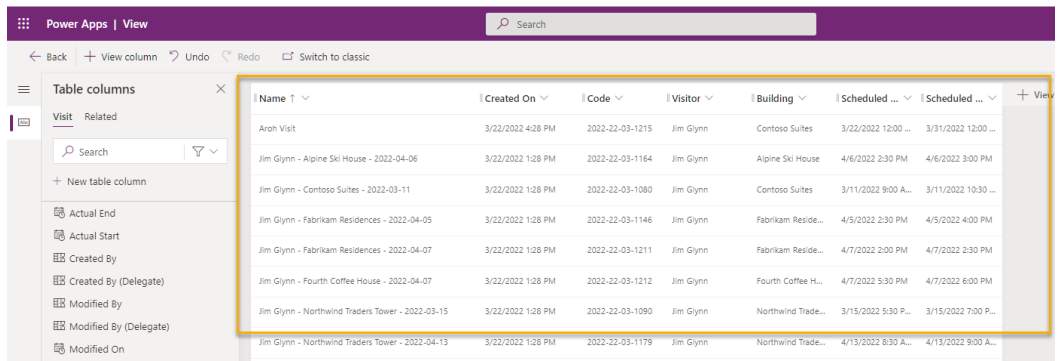 Power Apps | View
Search
Back View column Undo Redo Switch to classic
Table columns
Visit Related
Search
New table column
Actual End
Actual Start
Created By
Created By (Delegate)
Modified By
Modified By (Delegate)
Modified On
Name Created On Code Visitor Building Scheduled ... Scheduled ...
Aroh Visit 3/22/2022 4:28 PM 2022-22-03-1215 Jim Glynn Contoso Suites 3/22/2022 12:00 ... 3/31/2022 12:00 ...
Jim Glynn - Alpine Ski House - 2022-04-06 3/22/2022 1:28 PM 2022-22-03-1164 Jim Glynn Alpine Ski House 4/6/2022 2:30 PM 4/6/2022 3:00 PM
Jim Glynn - Contoso Suites - 2022-03-11 3/22/2022 1:28 PM 2022-22-03-1080 Jim Glynn Contoso Suites 3/11/2022 9:00 A... 3/11/2022 10:30 ...
Jim Glynn - Fabrikam Residences - 2022-04-05 3/22/2022 1:28 PM 2022-22-03-1146 Jim Glynn Fabrikam Reside... 4/5/2022 2:30 PM 4/5/2022 4:00 PM
Jim Glynn - Fabrikam Residences - 2022-04-07 3/22/2022 1:28 PM 2022-22-03-1211 Jim Glynn Fabrikam Reside... 4/7/2022 2:00 PM 4/7/2022 2:30 PM
Jim Glynn - Fourth Coffee House - 2022-04-07 3/22/2022 1:28 PM 2022-22-03-1212 Jim Glynn Fourth Coffee H... 4/7/2022 5:30 PM 4/7/2022 6:00 PM
Jim Glynn - Northwind Traders Tower - 2022-03-15 3/22/2022 1:28 PM 2022-22-03-1090 Jim Glynn Northwind Trade... 3/15/2022 5:30 P... 3/15/2022 7:00 P...
Jim Glynn - Northwind Traders Tower - 2022-04-13 3/22/2022 1:28 PM 2022-22-03-1179 Jim Glynn Northwind Trade... 4/13/2022 8:30 A... 4/13/2022 9:00 A...
View